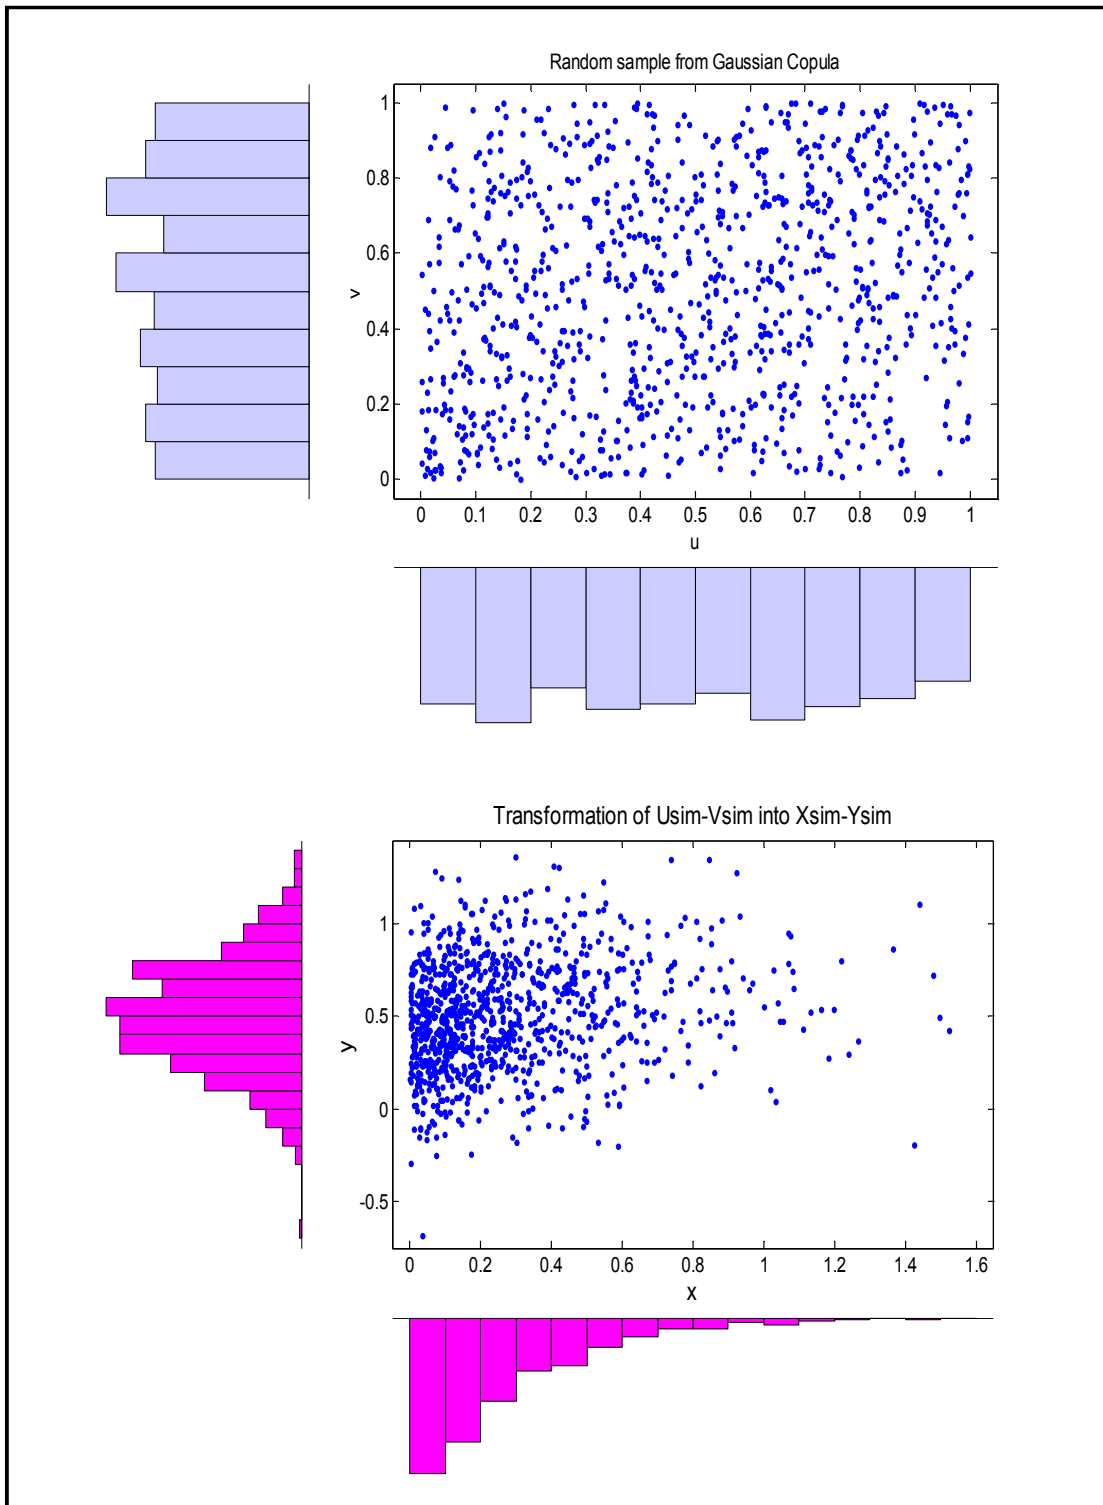 Random sample from Gaussian Copula
1
0.8
0.6
0.4
0.2
0
v
0 0.1 0.2 0.3 0.4 0.5 0.6 0.7 0.8 0.9 1
u
Transformation of Usim-Vsim into Xsim-Ysim
1
0.5
0
-0.5
y
0 0.2 0.4 0.6 0.8 1 1.2 1.4 1.6
x